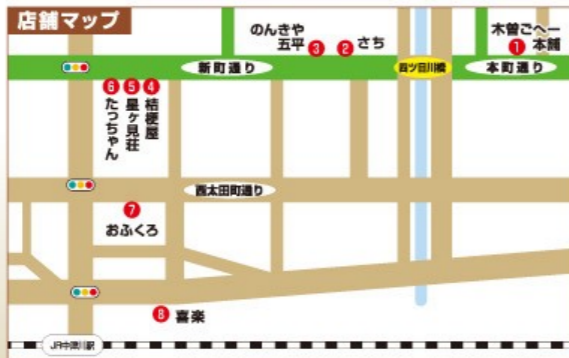 店舗マップ
のんきや
五平
3
2
さち
木曽ごへー
1
本舗
新町通り
四ツ目川橋
本町通り
6
5
4
たっちゃん
星ヶ見荘
桔梗屋
西太田町通り
7
おふくろ
8
喜楽
JR中津川駅